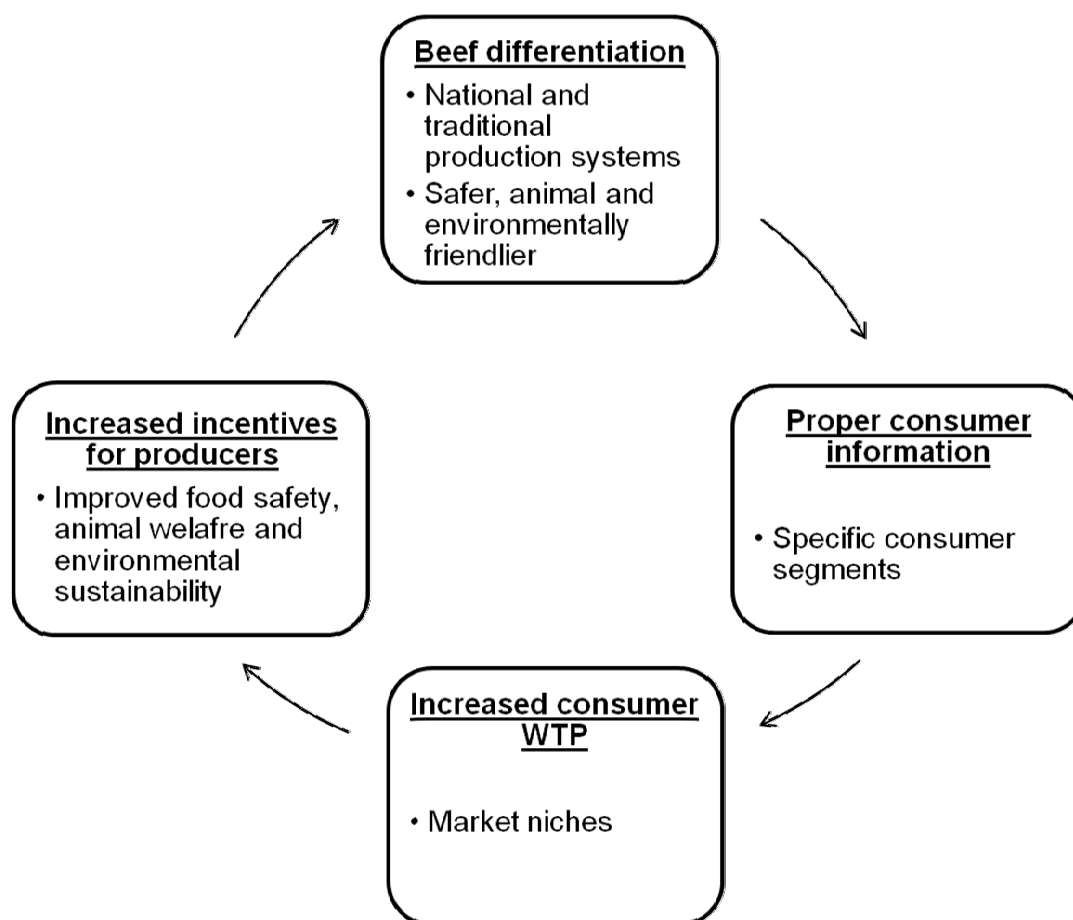 Beef differentiation
• National and
traditional
production systems
• Safer, animal and
environmentally
friendlier
Proper consumer
information
• Specific consumer
segments
Increased consumer
WTP
• Market niches
Increased incentives
for producers
• Improved food safety,
animal welafre and
environmental
sustainability